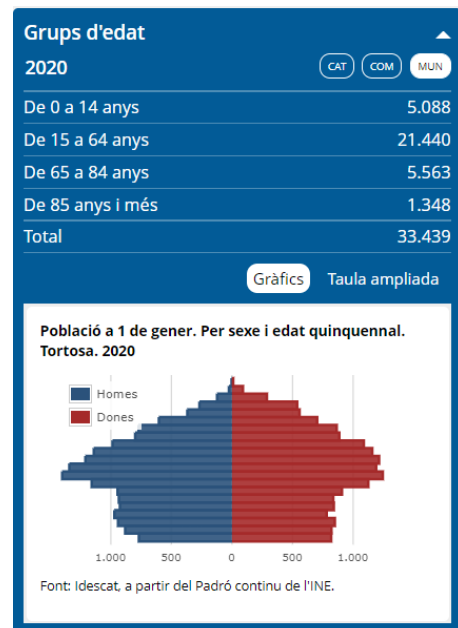 Grups d'edat
2020 CAT COM MUN
De 0 a 14 anys 5.088
De 15 a 64 anys 21.440
De 65 a 84 anys 5.563
De 85 anys i més 1.348
Total 33.439
Gràfics Taula ampliada
Població a 1 de gener. Per sexe i edat quinquennal.
Tortosa. 2020
Homes
Dones
1.000 500 0 500 1.000
Font: Idescat, a partir del Padró continu de l'INE.